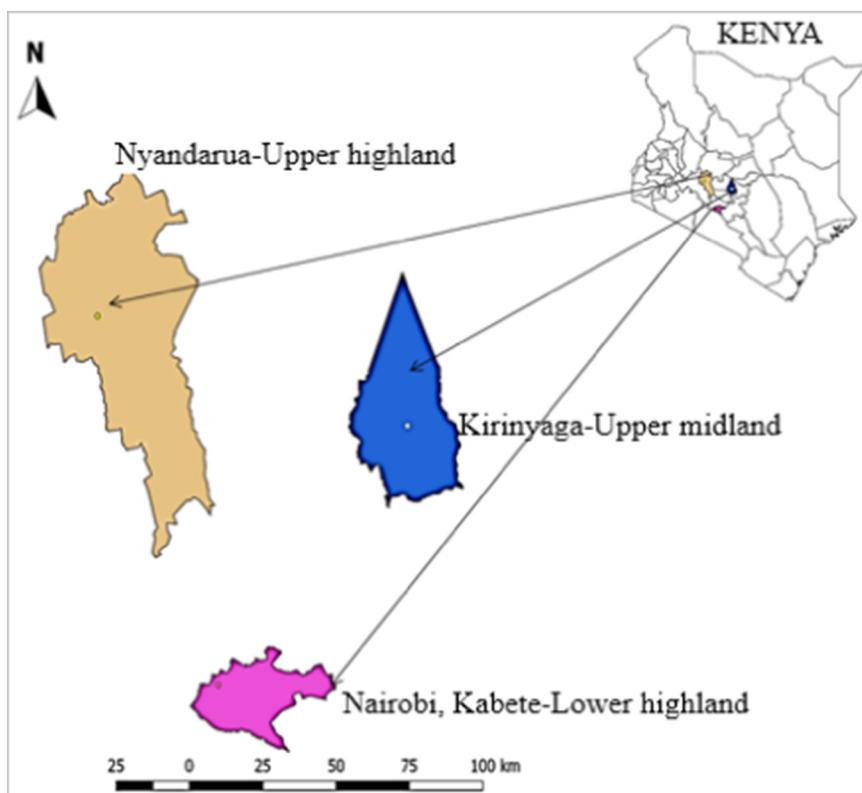 KENYA
N
Nyandarua-Upper highland
Kirinyaga-Upper midland
Nairobi, Kabete-Lower highland
25 0 25 50 75 100 km